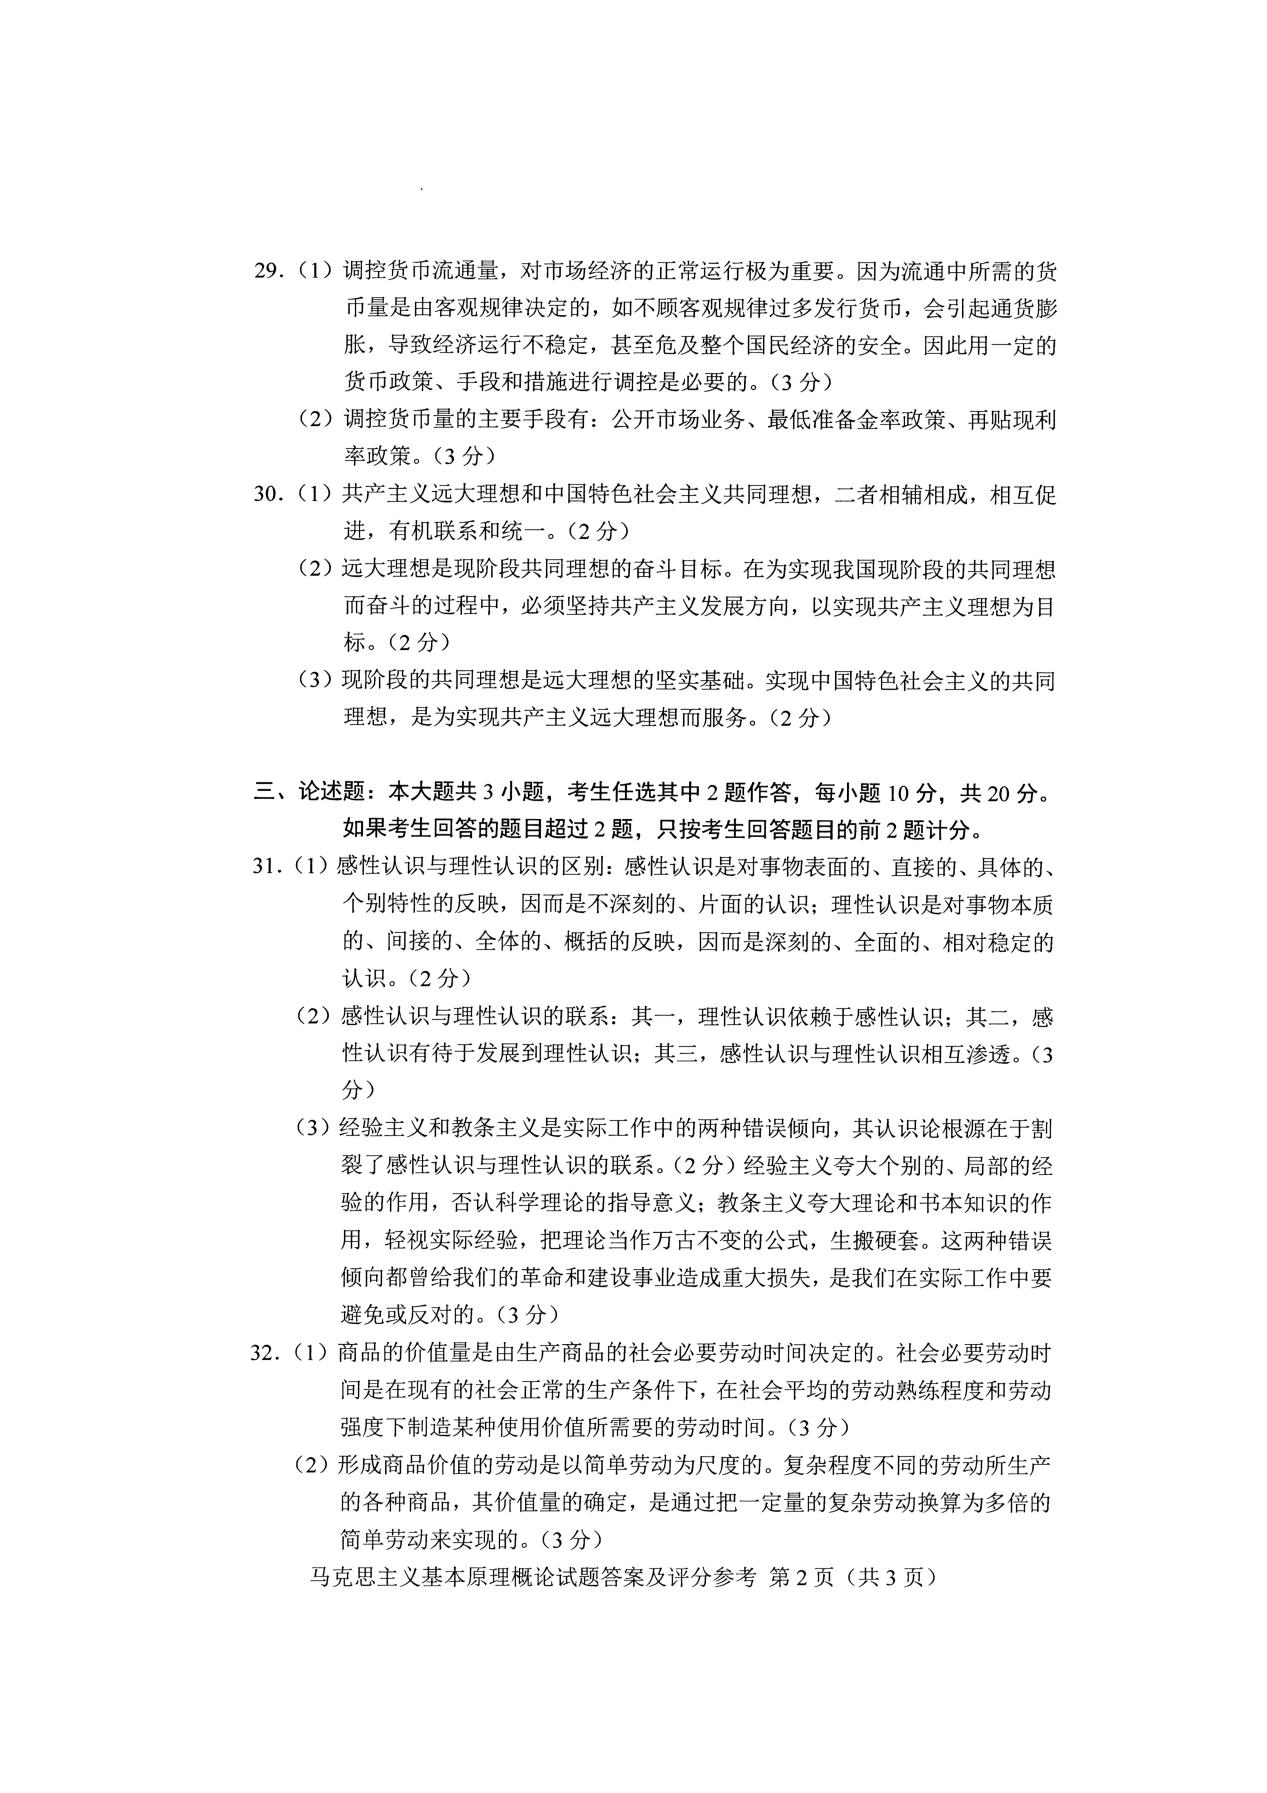 29.（1）调控货币流通量，对市场经济的正常运行极为重要。因为流通中所需的货
币量是由客观规律决定的，如不顾客观规律过多发行货币，会引起通货膨
胀，导致经济运行不稳定，甚至危及整个国民经济的安全。因此用一定的
货币政策、手段和措施进行调控是必要的。（3 分）
（2）调控货币量的主要手段有：公开市场业务、最低准备金率政策、再贴现利
率政策。（3 分）
30.（1）共产主义远大理想和中国特色社会主义共同理想，二者相辅相成，相互促
进，有机联系和统一。（2 分）
（2）远大理想是现阶段共同理想的奋斗目标。在为实现我国现阶段的共同理想
而奋斗的过程中，必须坚持共产主义发展方向，以实现共产主义理想为目
标。（2 分）
（3）现阶段的共同理想是远大理想的坚实基础。实现中国特色社会主义的共同
理想，是为实现共产主义远大理想而服务。（2 分）
三、论述题：本大题共 3 小题，考生任选其中 2 题作答，每小题 10 分，共 20 分。
如果考生回答的题目超过 2 题，只按考生回答题目的前 2 题计分。
31.（1）感性认识与理性认识的区别：感性认识是对事物表面的、直接的、具体的、
个别特性的反映，因而是不深刻的、片面的认识；理性认识是对事物本质
的、间接的、全体的、概括的反映，因而是深刻的、全面的、相对稳定的
认识。（2 分）
（2）感性认识与理性认识的联系：其一，理性认识依赖于感性认识；其二，感
性认识有待于发展到理性认识；其三，感性认识与理性认识相互渗透。（3
分）
（3）经验主义和教条主义是实际工作中的两种错误倾向，其认识论根源在于割
裂了感性认识与理性认识的联系。（2 分）经验主义夸大个别的、局部的经
验的作用，否认科学理论的指导意义；教条主义夸大理论和书本知识的作
用，轻视实际经验，把理论当作万古不变的公式，生搬硬套。这两种错误
倾向都曾给我们的革命和建设事业造成重大损失，是我们在实际工作中要
避免或反对的。（3 分）
32.（1）商品的价值量是由生产商品的社会必要劳动时间决定的。社会必要劳动时
间是在现有的社会正常的生产条件下，在社会平均的劳动熟练程度和劳动
强度下制造某种使用价值所需要的劳动时间。（3 分）
（2）形成商品价值的劳动是以简单劳动为尺度的。复杂程度不同的劳动所生产
的各种商品，其价值量的确定，是通过把一定量的复杂劳动换算为多倍的
简单劳动来实现的。（3 分）
马克思主义基本原理概论试题答案及评分参考 第 2 页（共 3 页）